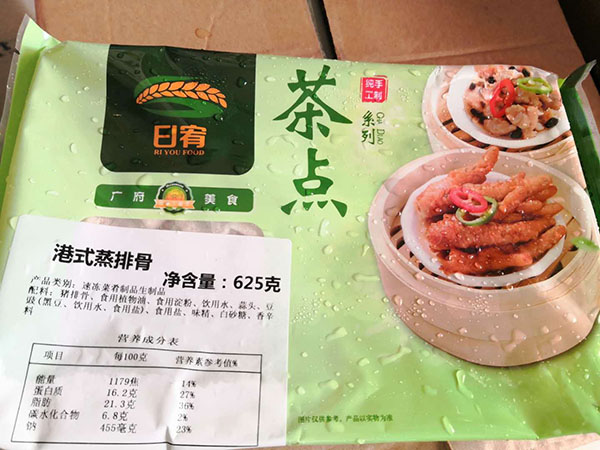 日宥
RI YOU FOOD
茶点
纯手
工制
系列
广府
美食
港式蒸排骨
净含量：625克
产品类别：速冻菜肴制品生制品
配料：猪排骨、食用植物油、食用淀粉、饮用水、蒜头、豆
豉(黑豆、饮用水、食用盐)、食用盐、味精、白砂糖、香辛
料
营养成分表
项目 每100克 营养素参考值%
能量 1179焦 14%
蛋白质 16.2克 27%
脂肪 21.3克 36%
碳水化合物 6.8克 2%
钠 455毫克 23%
图片仅供参考，产品以实物为准